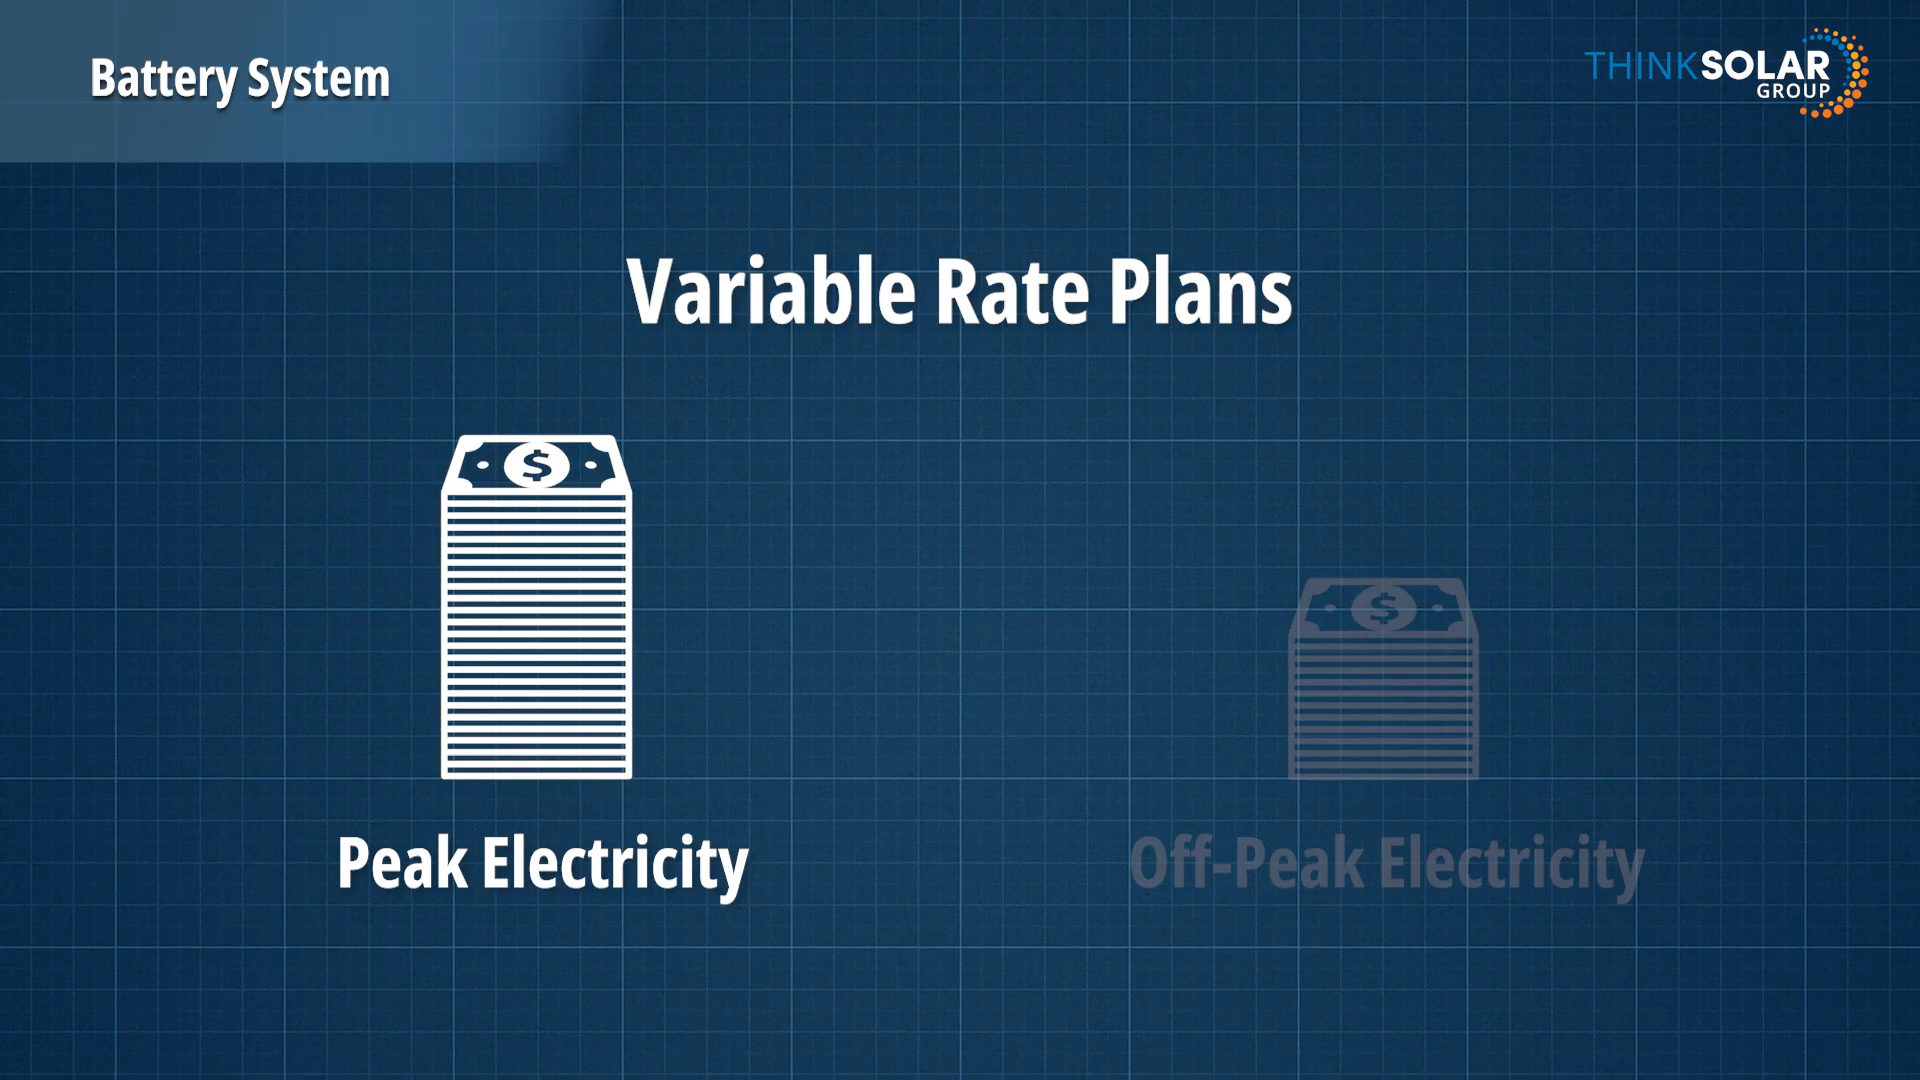 Battery System
THINKSOLAR
GROUP
Variable Rate Plans
$
$
Peak Electricity
Off-Peak Electricity